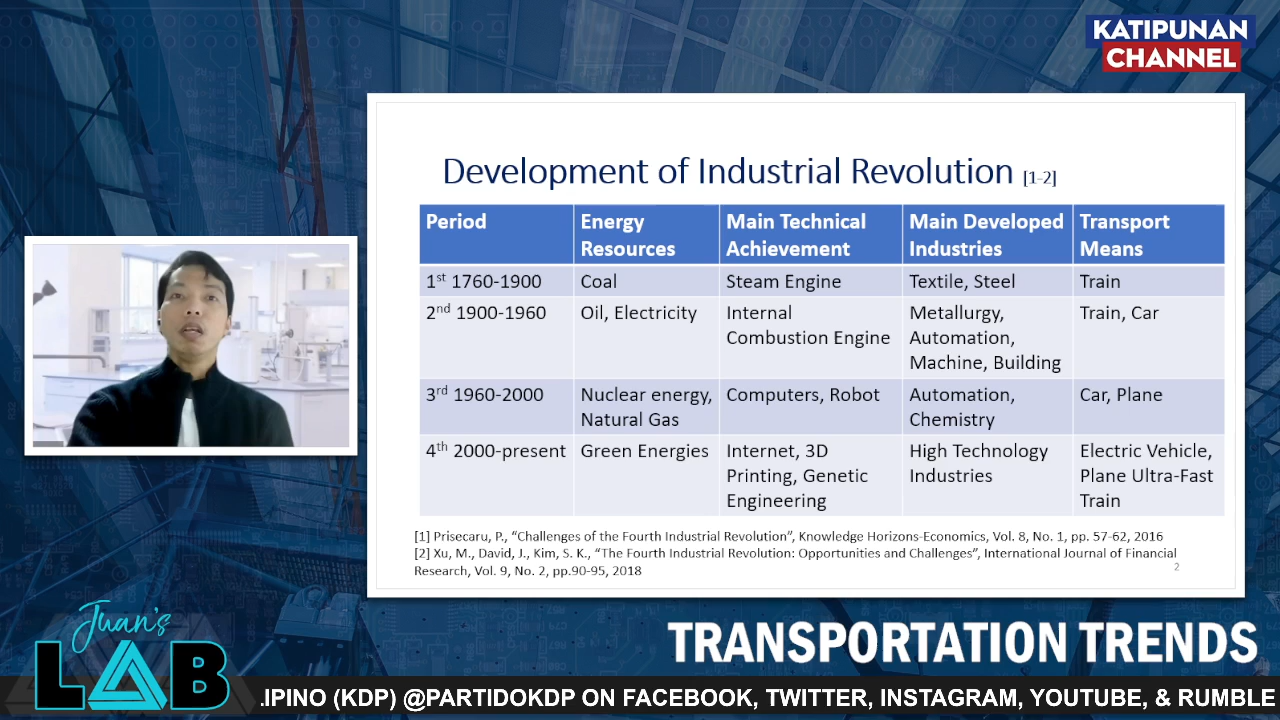 KATIPUNAN
CHANNEL
Development of Industrial Revolution [1-2]
Period
Energy
Resources
Main Technical
Achievement
Main Developed
Industries
Transport
Means
1st 1760-1900
Coal
Steam Engine
Textile, Steel
Train
2nd 1900-1960
Oil, Electricity
Internal
Combustion Engine
Metallurgy,
Automation,
Machine, Building
Train, Car
3rd 1960-2000
Nuclear energy,
Natural Gas
Computers, Robot
Automation,
Chemistry
Car, Plane
4th 2000-present
Green Energies
Internet, 3D
Printing, Genetic
Engineering
High Technology
Industries
Electric Vehicle,
Plane Ultra-Fast
Train
[1] Prisecaru, P., “Challenges of the Fourth Industrial Revolution”, Knowledge Horizons-Economics, Vol. 8, No. 1, pp. 57-62, 2016
[2] Xu, M., David, J., Kim, S. K., “The Fourth Industrial Revolution: Opportunities and Challenges”, International Journal of Financial
Research, Vol. 9, No. 2, pp.90-95, 2018
2
Juan's
LAB
TRANSPORTATION TRENDS
.IPINO (KDP) @PARTIDOKDP ON FACEBOOK, TWITTER, INSTAGRAM, YOUTUBE, & RUMBLE